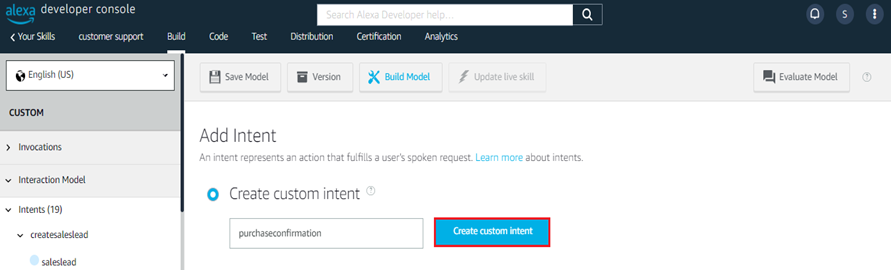 alexa developer console
Search Alexa Developer help...
S
Your Skills customer support Build Code Test Distribution Certification Analytics
English (US)
Save Model Version Build Model Update live skill Evaluate Model
CUSTOM
Invocations
Interaction Model
Intents (19)
createsaleslead
saleslead
Add Intent
An intent represents an action that fulfills a user's spoken request. Learn more about intents.
Create custom intent
purchaseconfirmation Create custom intent